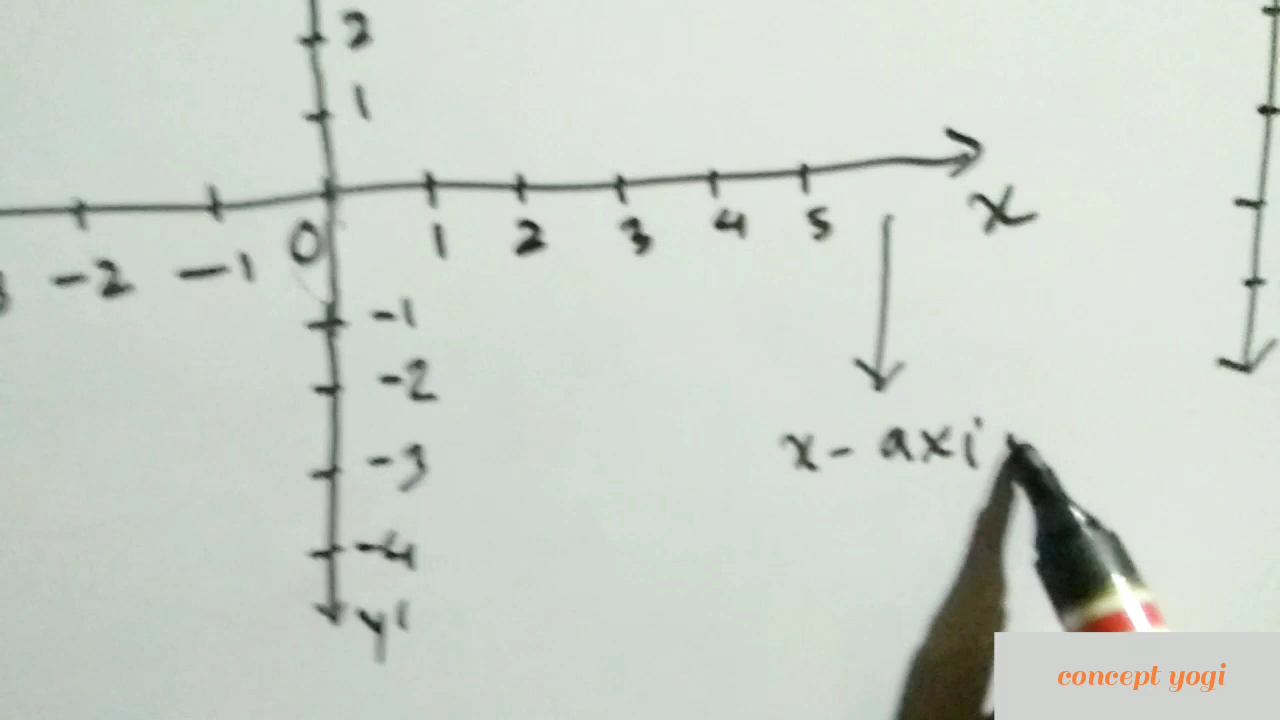 2
1
x
0 1 2 3 4 5
-2 -1
-1
-2
-3
-4
y'
x - axi
concept yogi